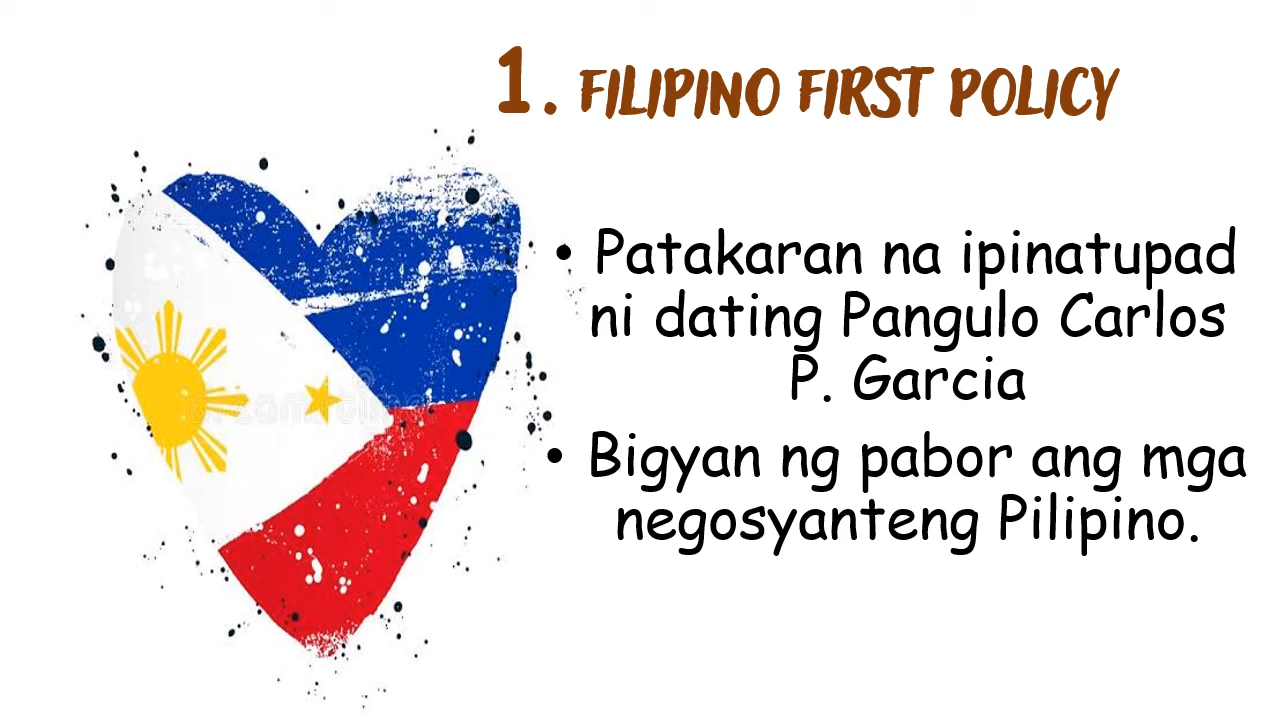 1. FILIPINO FIRST POLICY
• Patakaran na ipinatupad
ni dating Pangulo Carlos
P. Garcia
• Bigyan ng pabor ang mga
negosyanteng Pilipino.